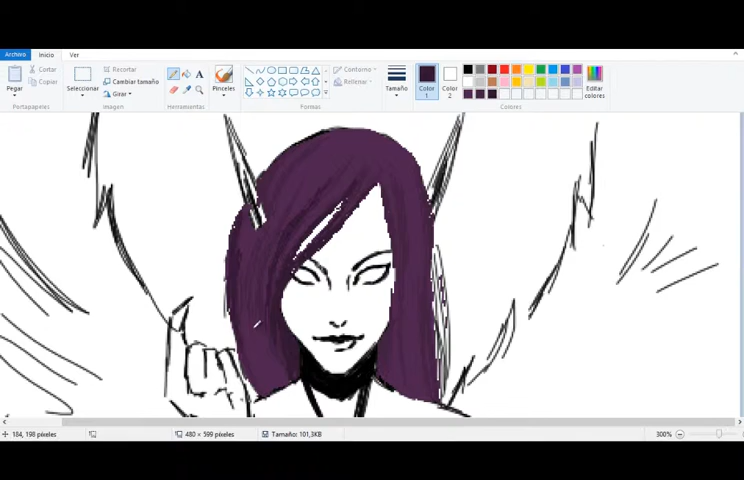 Archivo Inicio Ver
Pegar
Cortar
Copiar
Portapapeles
Seleccionar
Recortar
Cambiar tamaño
Girar
Imagen
A
Herramientas
Pinceles
Contorno
Rellenar
Formas
Tamaño
Color 1
Color 2
Editar colores
Colores
184, 198 píxeles
480 × 599 píxeles
Tamaño: 101,3KB
300%